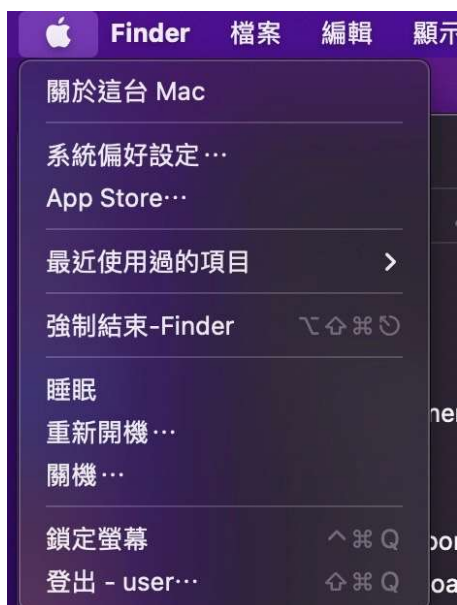 Finder 檔案 編輯 顯示
關於這台 Mac
系統偏好設定…
App Store…
最近使用過的項目
強制結束-Finder ⌥⇧⌘⎋
睡眠
重新開機…
關機…
鎖定螢幕 ^⌘Q
登出 - user… ⇧⌘Q